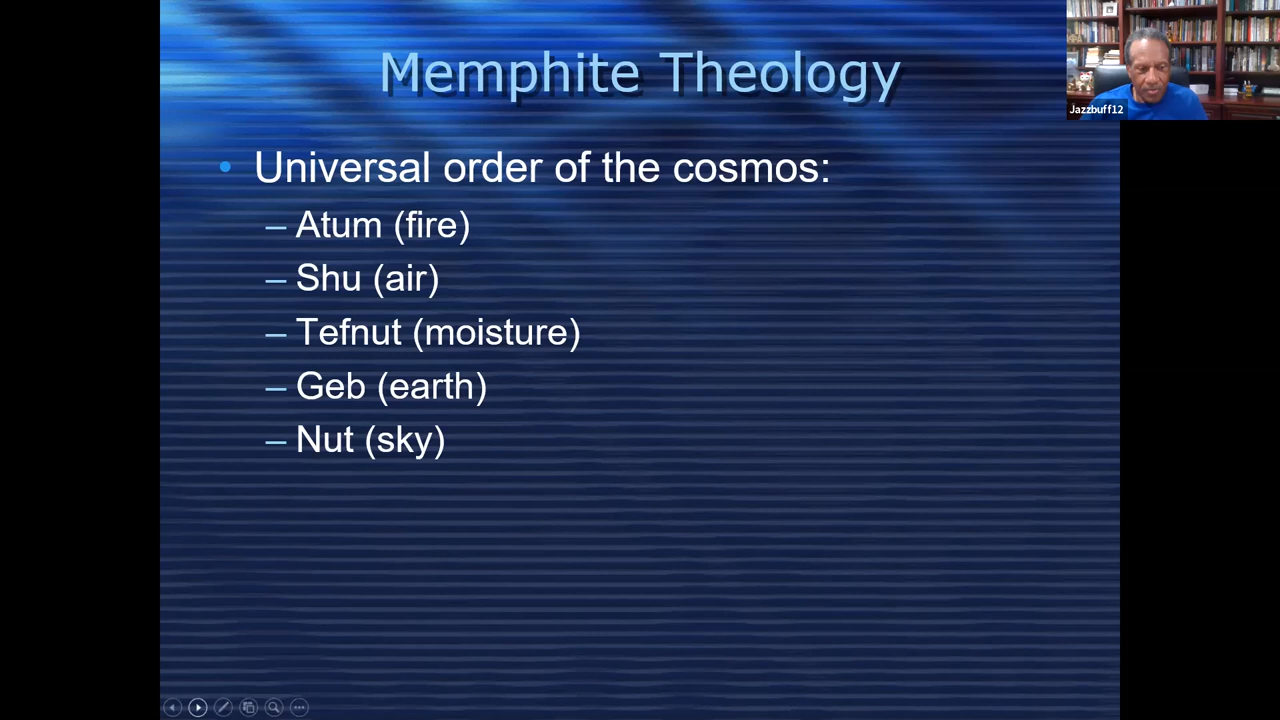 Memphite Theology
Jazzbuff12
• Universal order of the cosmos:
– Atum (fire)
– Shu (air)
– Tefnut (moisture)
– Geb (earth)
– Nut (sky)